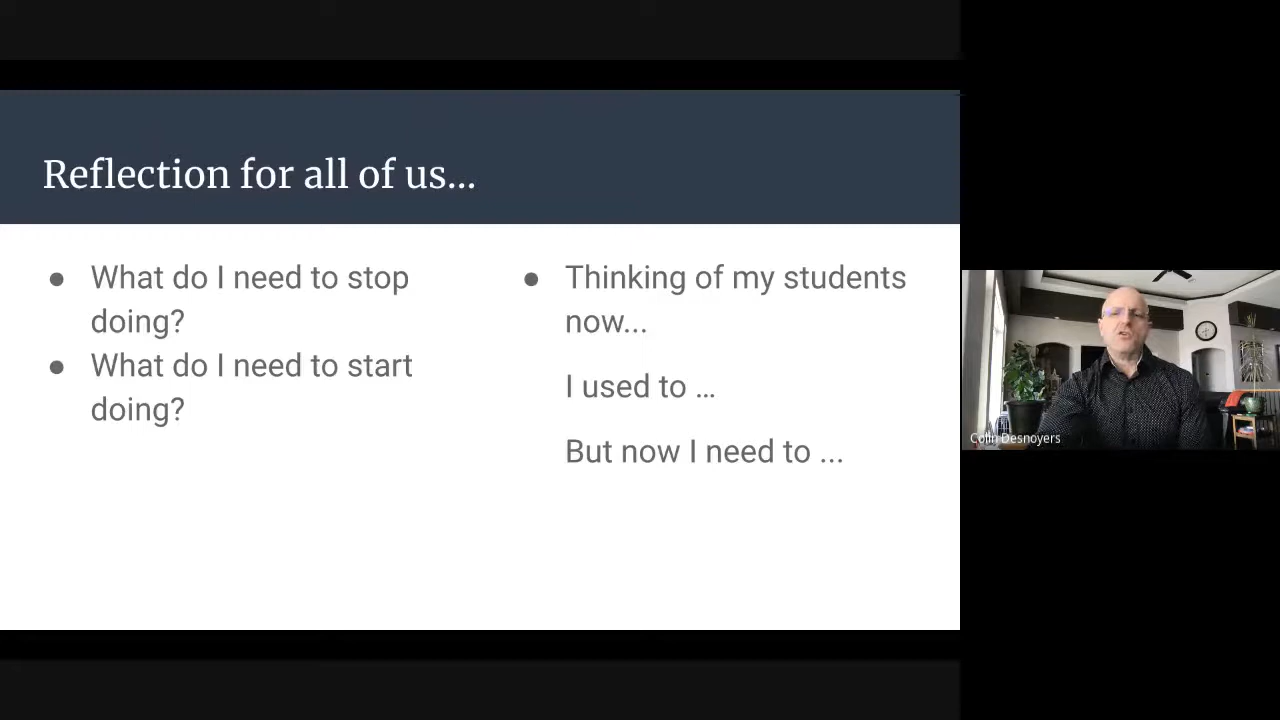 Reflection for all of us...
● What do I need to stop
doing?
● What do I need to start
doing?
● Thinking of my students
now...
I used to ...
But now I need to ...
Colin Desnoyers